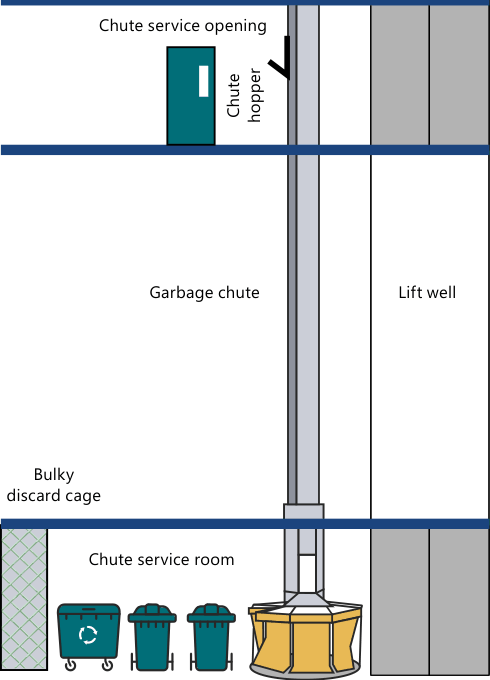 Chute service opening
Chute
hopper
Garbage chute
Lift well
Bulky
discard cage
Chute service room